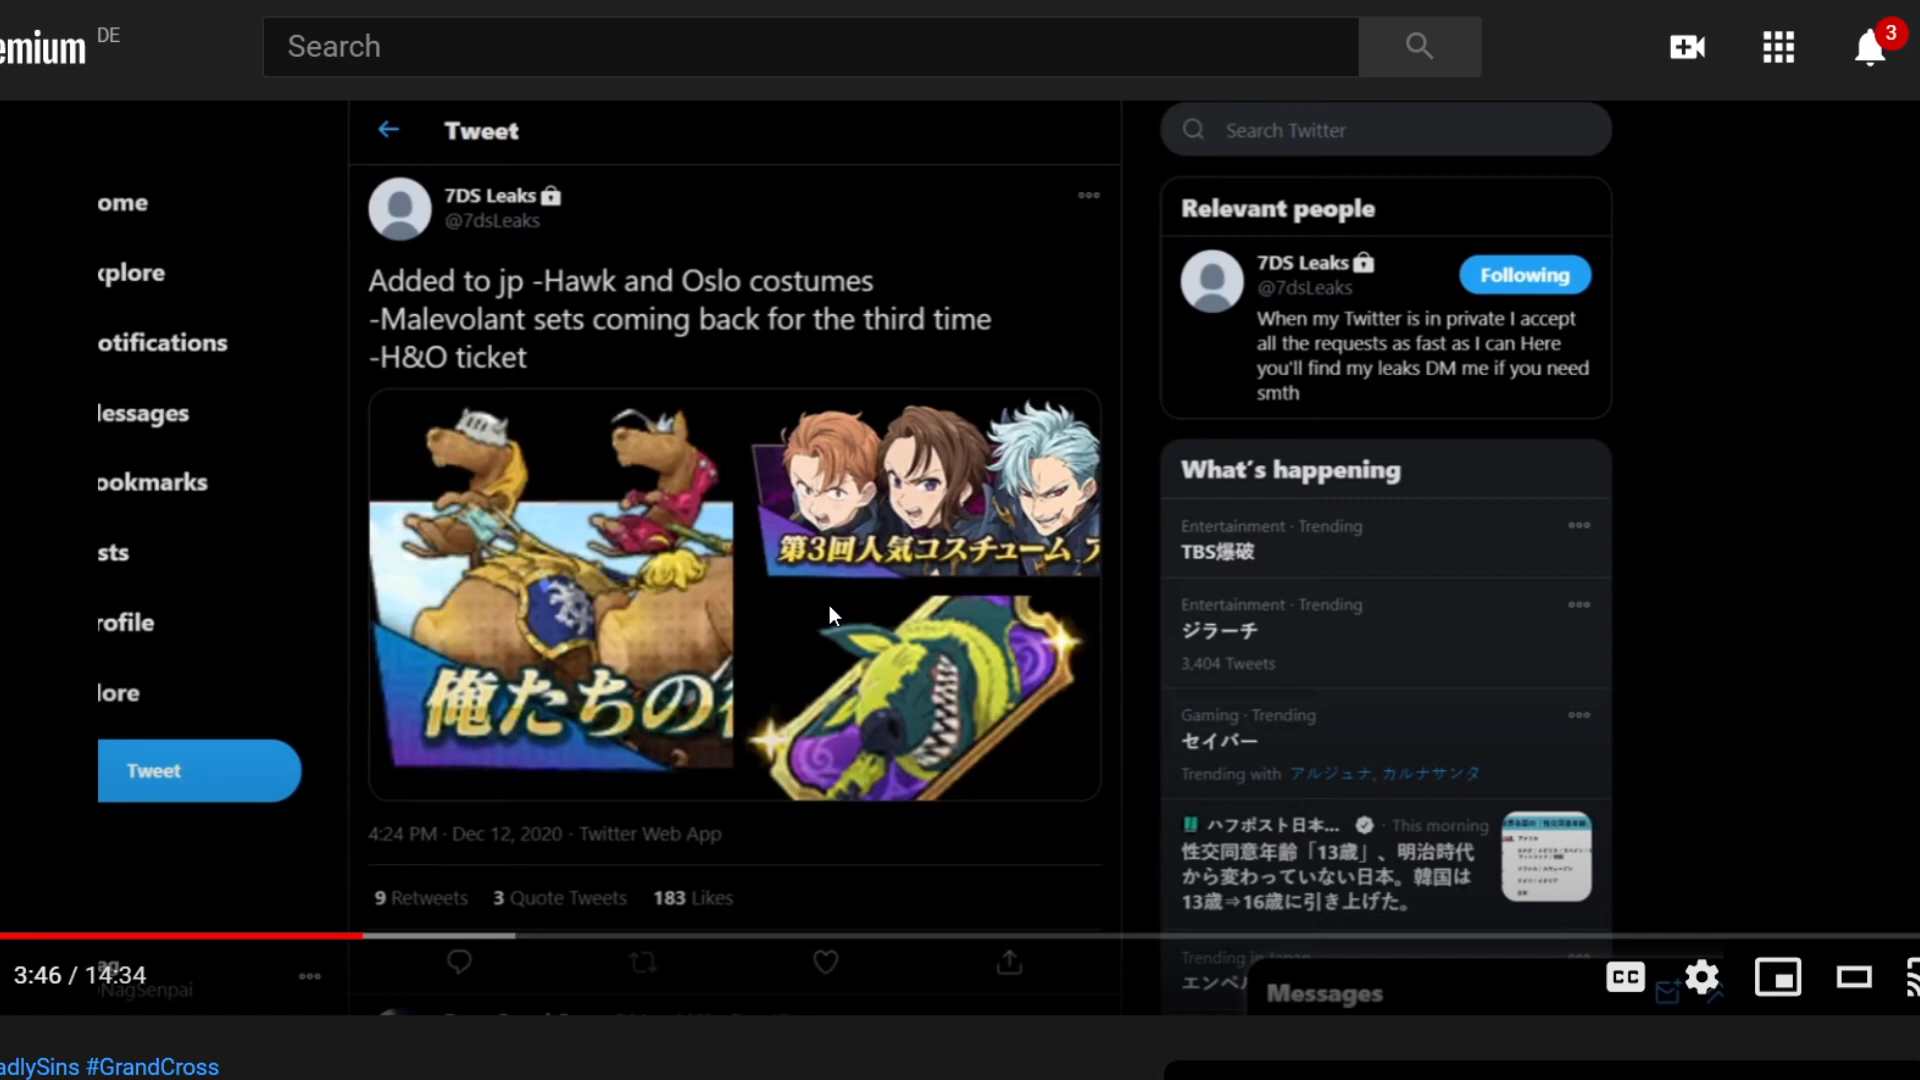 emium DE
Search
3
Tweet
Search Twitter
7DS Leaks
@7dsLeaks
Added to jp -Hawk and Oslo costumes
-Malevolant sets coming back for the third time
-H&O ticket
第3回人気コスチューム
俺たちの
4:24 PM · Dec 12, 2020 · Twitter Web App
9 Retweets 3 Quote Tweets 183 Likes
ome
xplore
otifications
lessages
ookmarks
sts
rofile
lore
Tweet
Relevant people
7DS Leaks
@7dsLeaks
Following
When my Twitter is in private I accept
all the requests as fast as I can Here
you'll find my leaks DM me if you need
smth
What's happening
Entertainment · Trending
TBS爆破
Entertainment · Trending
ジラーチ
3,404 Tweets
Gaming · Trending
セイバー
Trending with アルジュナ, カルナサンタ
ハフポスト日本... · This morning
性交同意年齢「13歳」、明治時代
から変わっていない日本。韓国は
13歳⇒16歳に引き上げた。
Trending in Japan
エンペ
Messages
3:46 / 14:34
NagSenpai
CC
adlySins #GrandCross